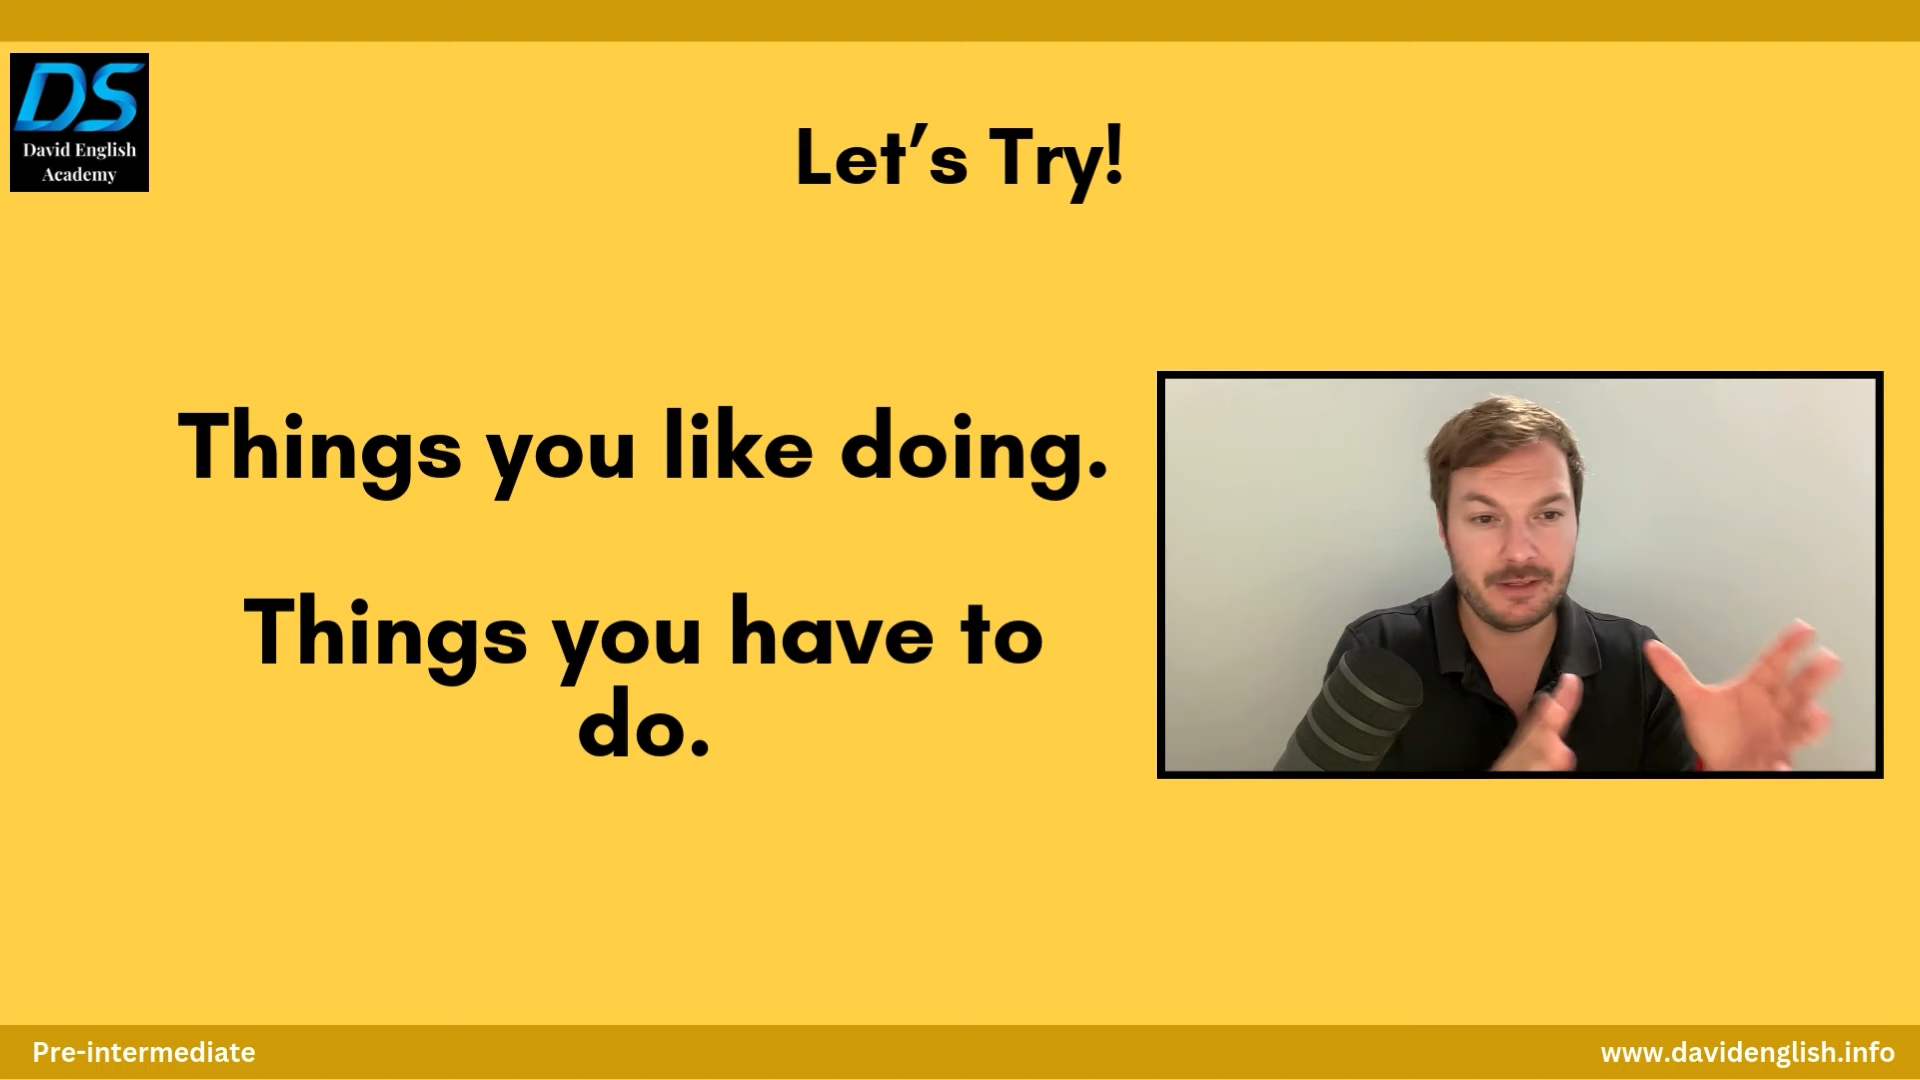 DS
David English
Academy
Let’s Try!
Things you like doing.
Things you have to
do.
Pre-intermediate
www.davidenglish.info